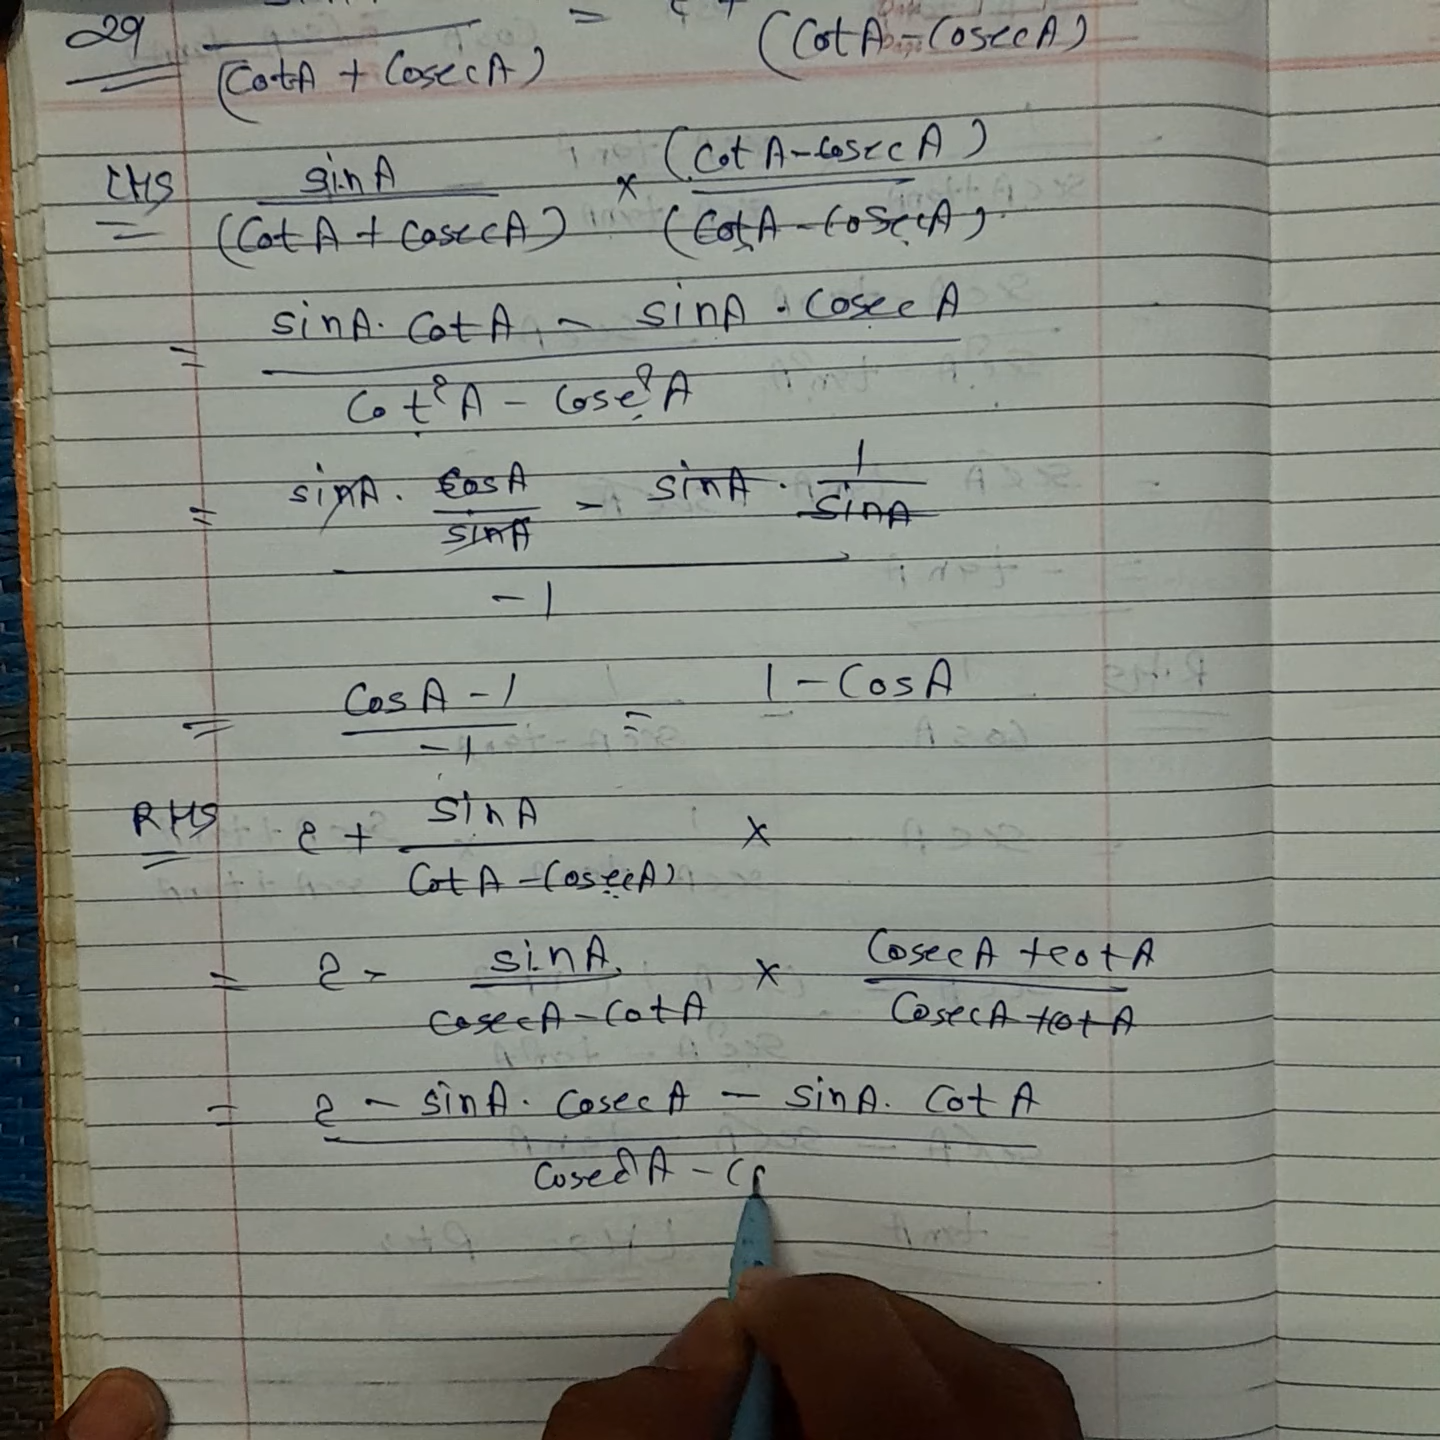 29 = (CotA - CosecA)
(CotA + CosecA)
LHS sinA × (CotA - CosecA)
(CotA + CosecA) (CotA - CosecA)
= sinA. CotA - sinA . CosecA
Cot²A - Cosec²A
= sinA. CosA/sinA - sinA . 1/sinA
-1
= CosA - 1 = 1 - CosA
-1
RHS 2 + sinA ×
CotA - CosecA)
= 2 - sinA × CosecA + CotA
CosecA - CotA CosecA + CotA
= 2 - sinA. CosecA - sinA. CotA
Cosec²A - C